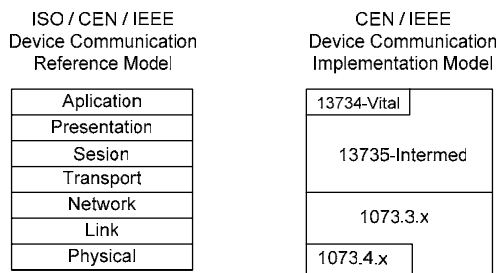 ISO / CEN / IEEE
Device Communication
Reference Model
Aplication
Presentation
Sesion
Transport
Network
Link
Physical
CEN / IEEE
Device Communication
Implementation Model
13734-Vital
13735-Intermed
1073.3.x
1073.4.x